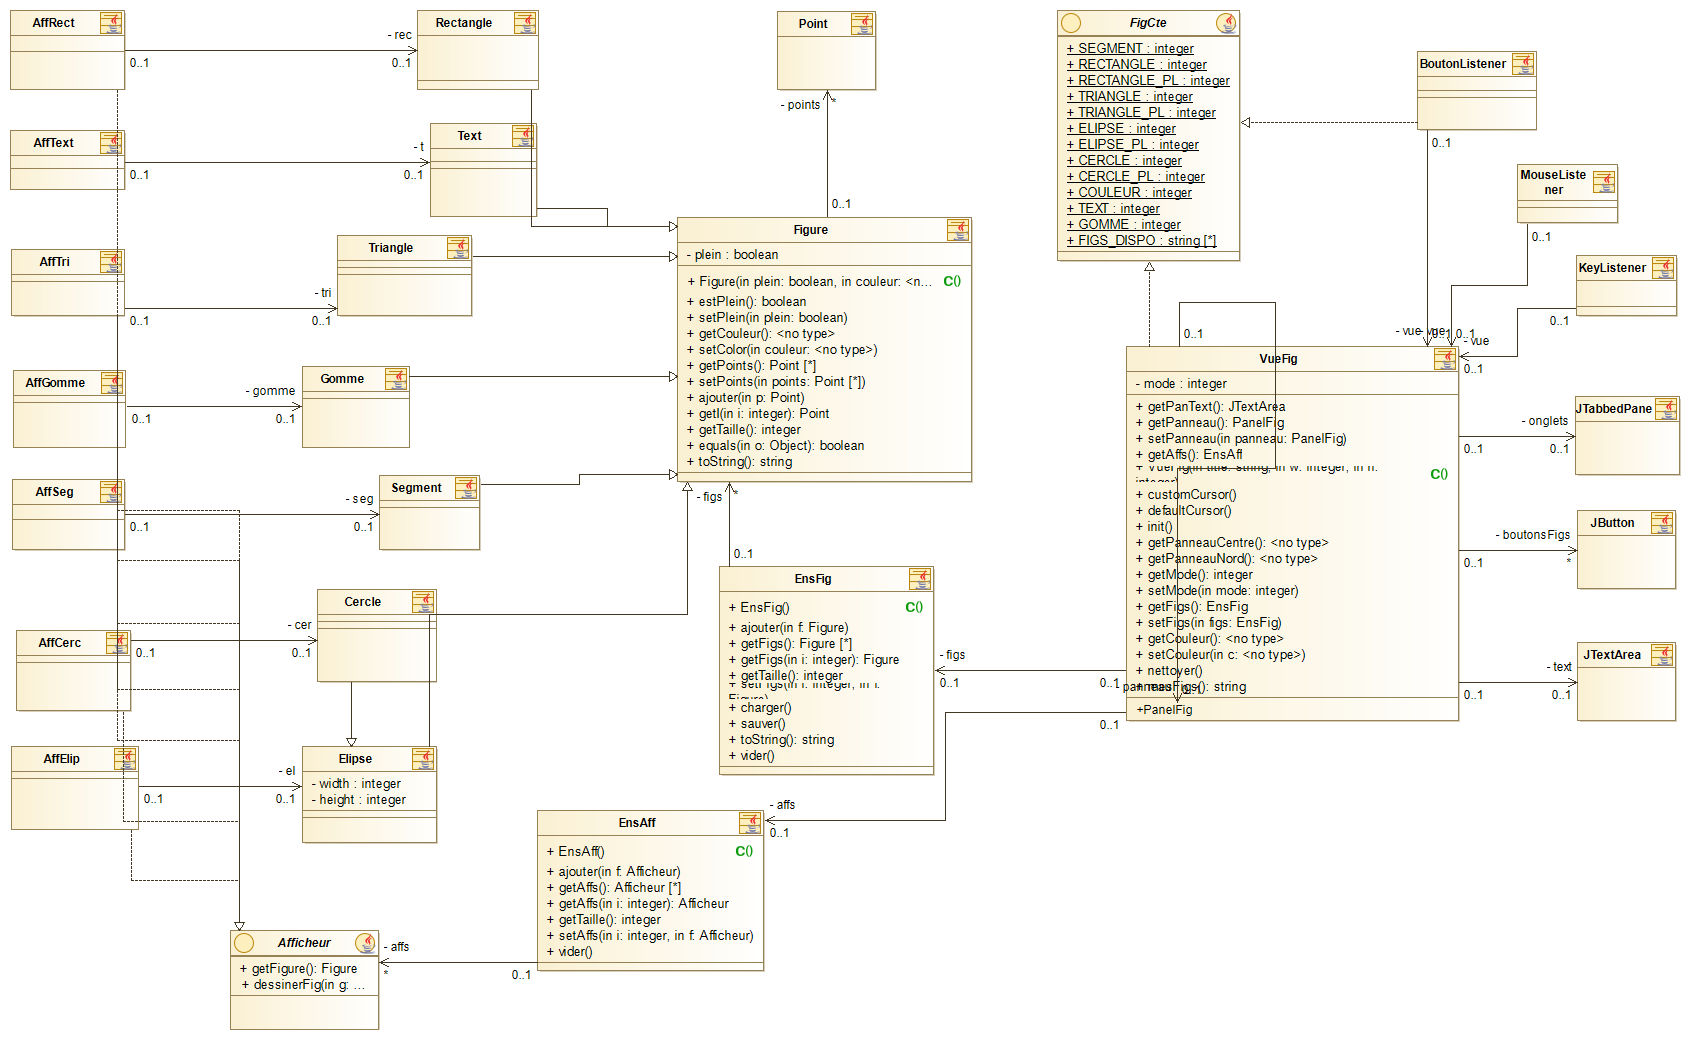 AffRect
- rec
0..1
0..1
Rectangle
AffText
- t
0..1
0..1
Text
AffTri
- tri
0..1
0..1
Triangle
AffGomme
- gomme
0..1
0..1
Gomme
AffSeg
- seg
0..1
0..1
Segment
AffCerc
- cer
0..1
0..1
Cercle
AffElip
- el
0..1
0..1
Elipse
- width : integer
- height : integer
Point
- points
*
0..1
Figure
- plein : boolean
+ Figure(in plein: boolean, in couleur: <n... C()
+ estPlein(): boolean
+ setPlein(in plein: boolean)
+ getCouleur(): <no type>
+ setColor(in couleur: <no type>)
+ getPoints(): Point [*]
+ setPoints(in points: Point [*])
+ ajouter(in p: Point)
+ getI(in i: integer): Point
+ getTaille(): integer
+ equals(in o: Object): boolean
+ toString(): string
- figs
*
0..1
EnsFig
+ EnsFig() C()
+ ajouter(in f: Figure)
+ getFigs(): Figure [*]
+ getFigs(in i: integer): Figure
+ getTaille(): integer
+ setFigs(in i: integer, in f:
Figure)
+ charger()
+ sauver()
+ toString(): string
+ vider()
- figs
0..1
0..1
EnsAff
+ EnsAff() C()
+ ajouter(in f: Afficheur)
+ getAffs(): Afficheur [*]
+ getAffs(in i: integer): Afficheur
+ getTaille(): integer
+ setAffs(in i: integer, in f: Afficheur)
+ vider()
- affs
0..1
0..1
Afficheur
+ getFigure(): Figure
+ dessinerFig(in g: ...
- affs
*
0..1
FigCte
+ SEGMENT : integer
+ RECTANGLE : integer
+ RECTANGLE_PL : integer
+ TRIANGLE : integer
+ TRIANGLE_PL : integer
+ ELIPSE : integer
+ ELIPSE_PL : integer
+ CERCLE : integer
+ CERCLE_PL : integer
+ COULEUR : integer
+ TEXT : integer
+ GOMME : integer
+ FIGS_DISPO : string [*]
BoutonListener
0..1
MouseListe
ner
0..1
KeyListener
0..1
- vue
- vue
0..1
0..1
- vue
0..1
0..1
VueFig
- mode : integer
+ getPanText(): JTextArea
+ getPanneau(): PanelFig
+ setPanneau(in panneau: PanelFig)
+ getAffs(): EnsAff
+ VueFig(in title: string, in w: integer, in h:
integer) C()
+ customCursor()
+ defaultCursor()
+ init()
+ getPanneauCentre(): <no type>
+ getPanneauNord(): <no type>
+ getMode(): integer
+ setMode(in mode: integer)
+ getFigs(): EnsFig
+ setFigs(in figs: EnsFig)
+ getCouleur(): <no type>
+ setCouleur(in c: <no type>)
+ nettoyer()
(): string
+PanelFig
JTabbedPane
- onglets
0..1
0..1
JButton
- boutonsFigs
0..1
*
JTextArea
- text
0..1
0..1